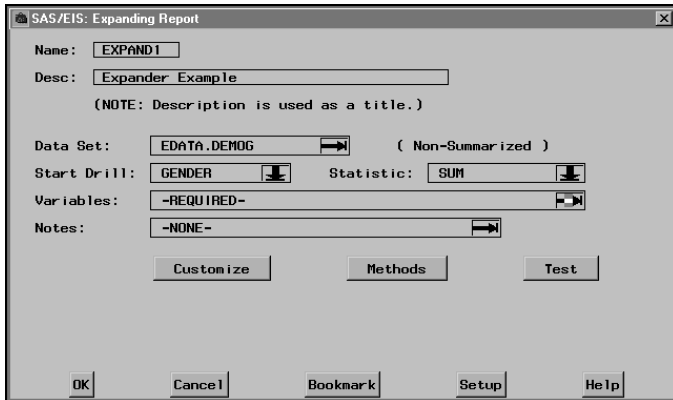 SAS/EIS: Expanding Report
Name: EXPAND1
Desc: Expander Example
(NOTE: Description is used as a title.)
Data Set: EDATA.DEMOG ( Non-Summarized )
Start Drill: GENDER Statistic: SUM
Variables: -REQUIRED-
Notes: -NONE-
Customize Methods Test
OK Cancel Bookmark Setup Help